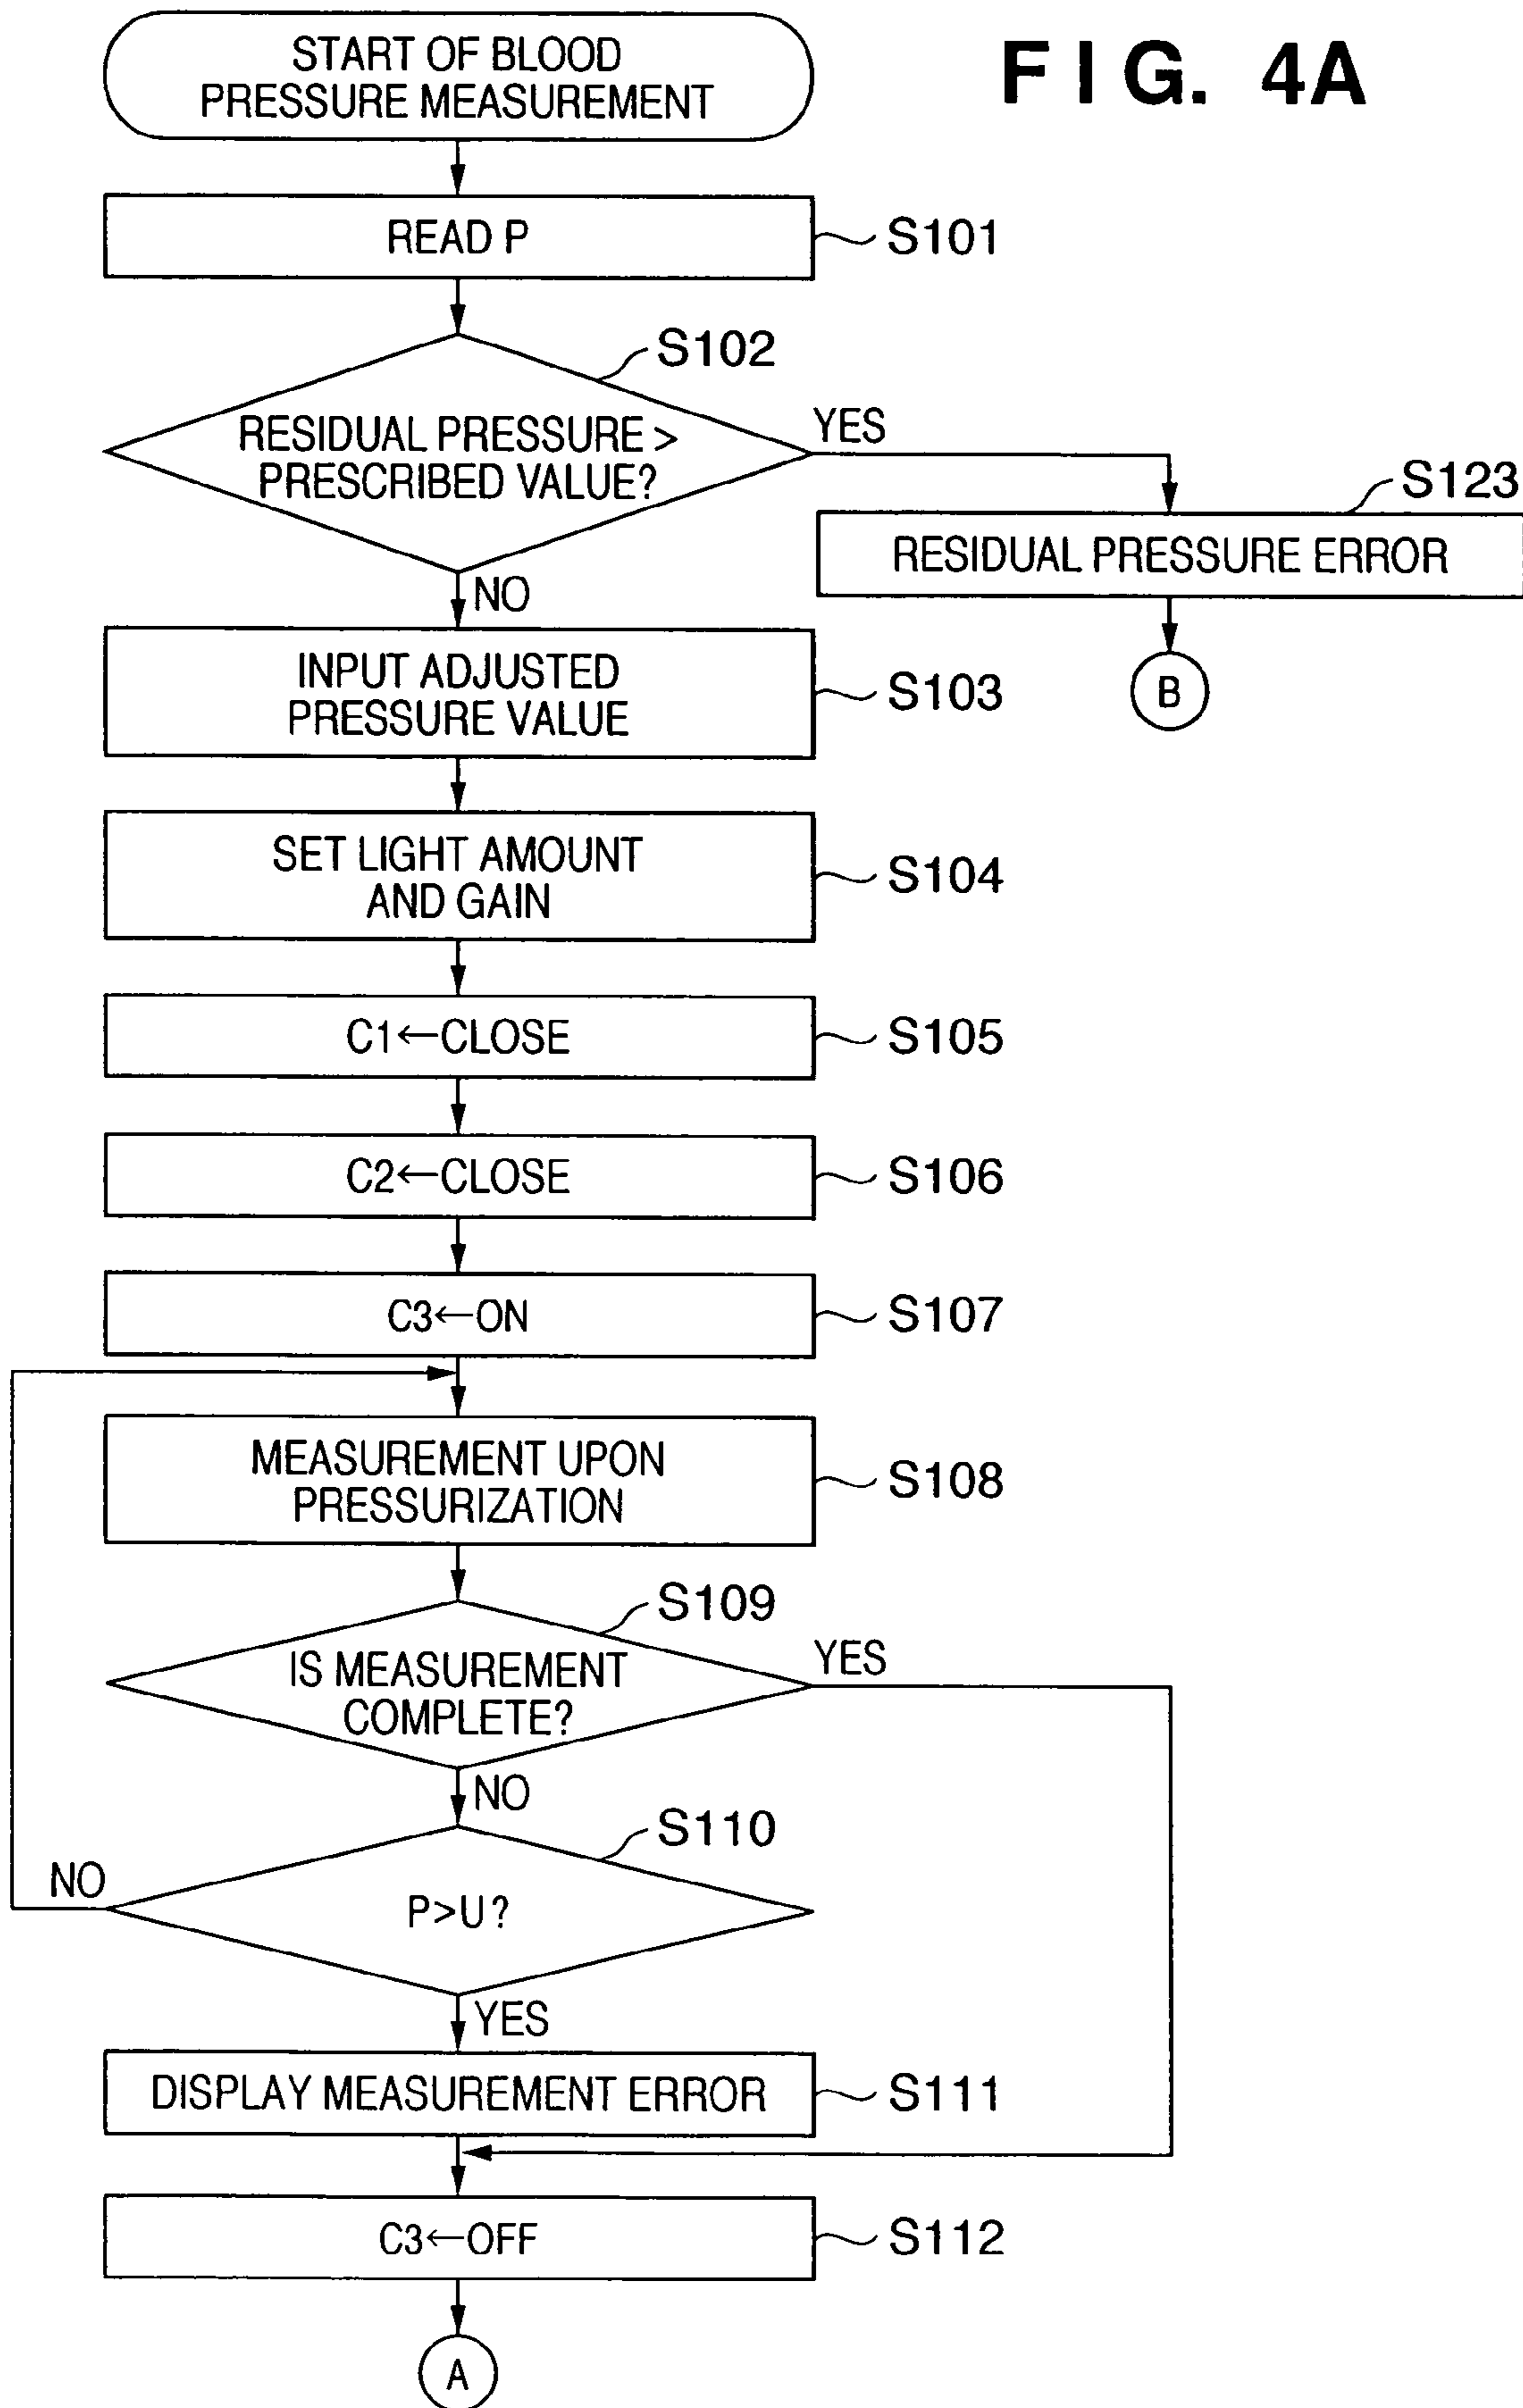 FIG. 4A
START OF BLOOD
PRESSURE MEASUREMENT
READ P
S101
S102
RESIDUAL PRESSURE >
PRESCRIBED VALUE?
YES
S123
RESIDUAL PRESSURE ERROR
B
NO
INPUT ADJUSTED
PRESSURE VALUE
S103
SET LIGHT AMOUNT
AND GAIN
S104
C1←CLOSE
S105
C2←CLOSE
S106
C3←ON
S107
MEASUREMENT UPON
PRESSURIZATION
S108
S109
IS MEASUREMENT
COMPLETE?
YES
NO
S110
NO
P>U?
YES
DISPLAY MEASUREMENT ERROR
S111
C3←OFF
S112
A